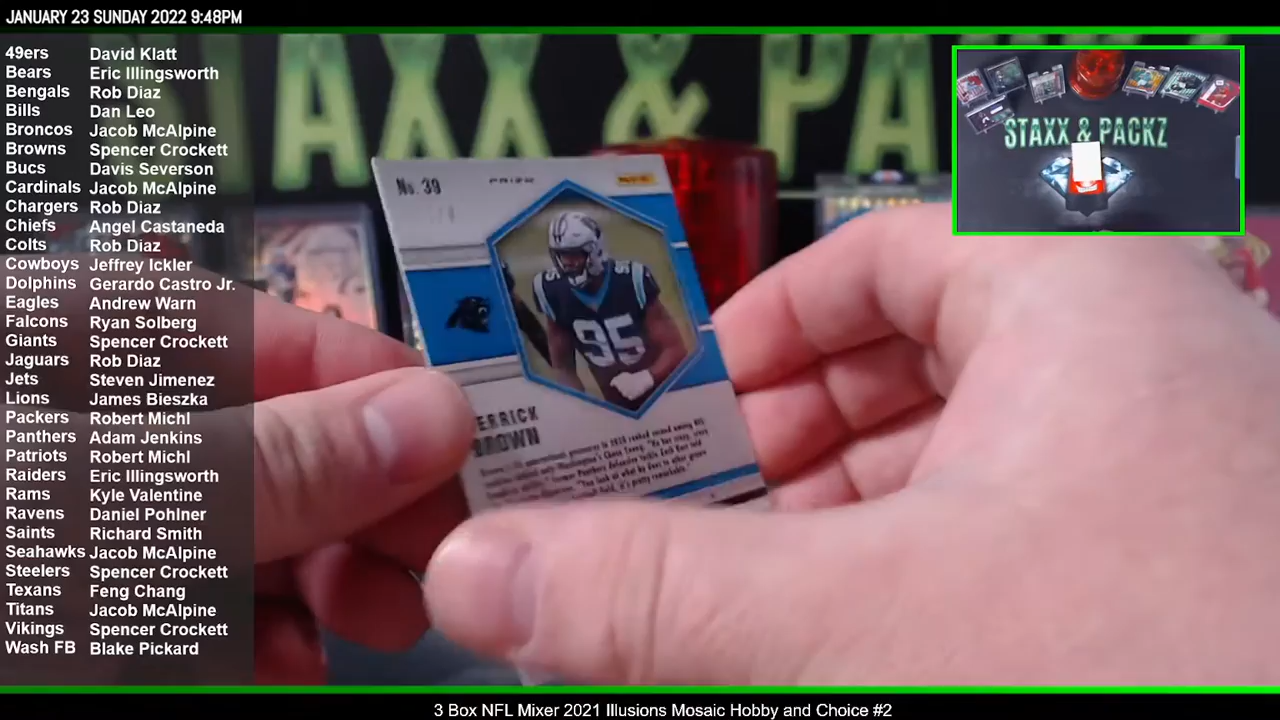 JANUARY 23 SUNDAY 2022 9:48PM
49ers David Klatt
Bears Eric Illingsworth
Bengals Rob Diaz
Bills Dan Leo
Broncos Jacob McAlpine
Browns Spencer Crockett
Bucs Davis Severson
Cardinals Jacob McAlpine
Chargers Rob Diaz
Chiefs Angel Castaneda
Colts Rob Diaz
Cowboys Jeffrey Ickler
Dolphins Gerardo Castro Jr.
Eagles Andrew Warn
Falcons Ryan Solberg
Giants Spencer Crockett
Jaguars Rob Diaz
Jets Steven Jimenez
Lions James Bieszka
Packers Robert Michl
Panthers Adam Jenkins
Patriots Robert Michl
Raiders Eric Illingsworth
Rams Kyle Valentine
Ravens Daniel Pohlner
Saints Richard Smith
Seahawks Jacob McAlpine
Steelers Spencer Crockett
Texans Feng Chang
Titans Jacob McAlpine
Vikings Spencer Crockett
Wash FB Blake Pickard
STAXX & PA
STAXX & PACKZ
No. 39
PRIZM
PANINI
95
95
ERRICK
BROWN
3 Box NFL Mixer 2021 Illusions Mosaic Hobby and Choice #2